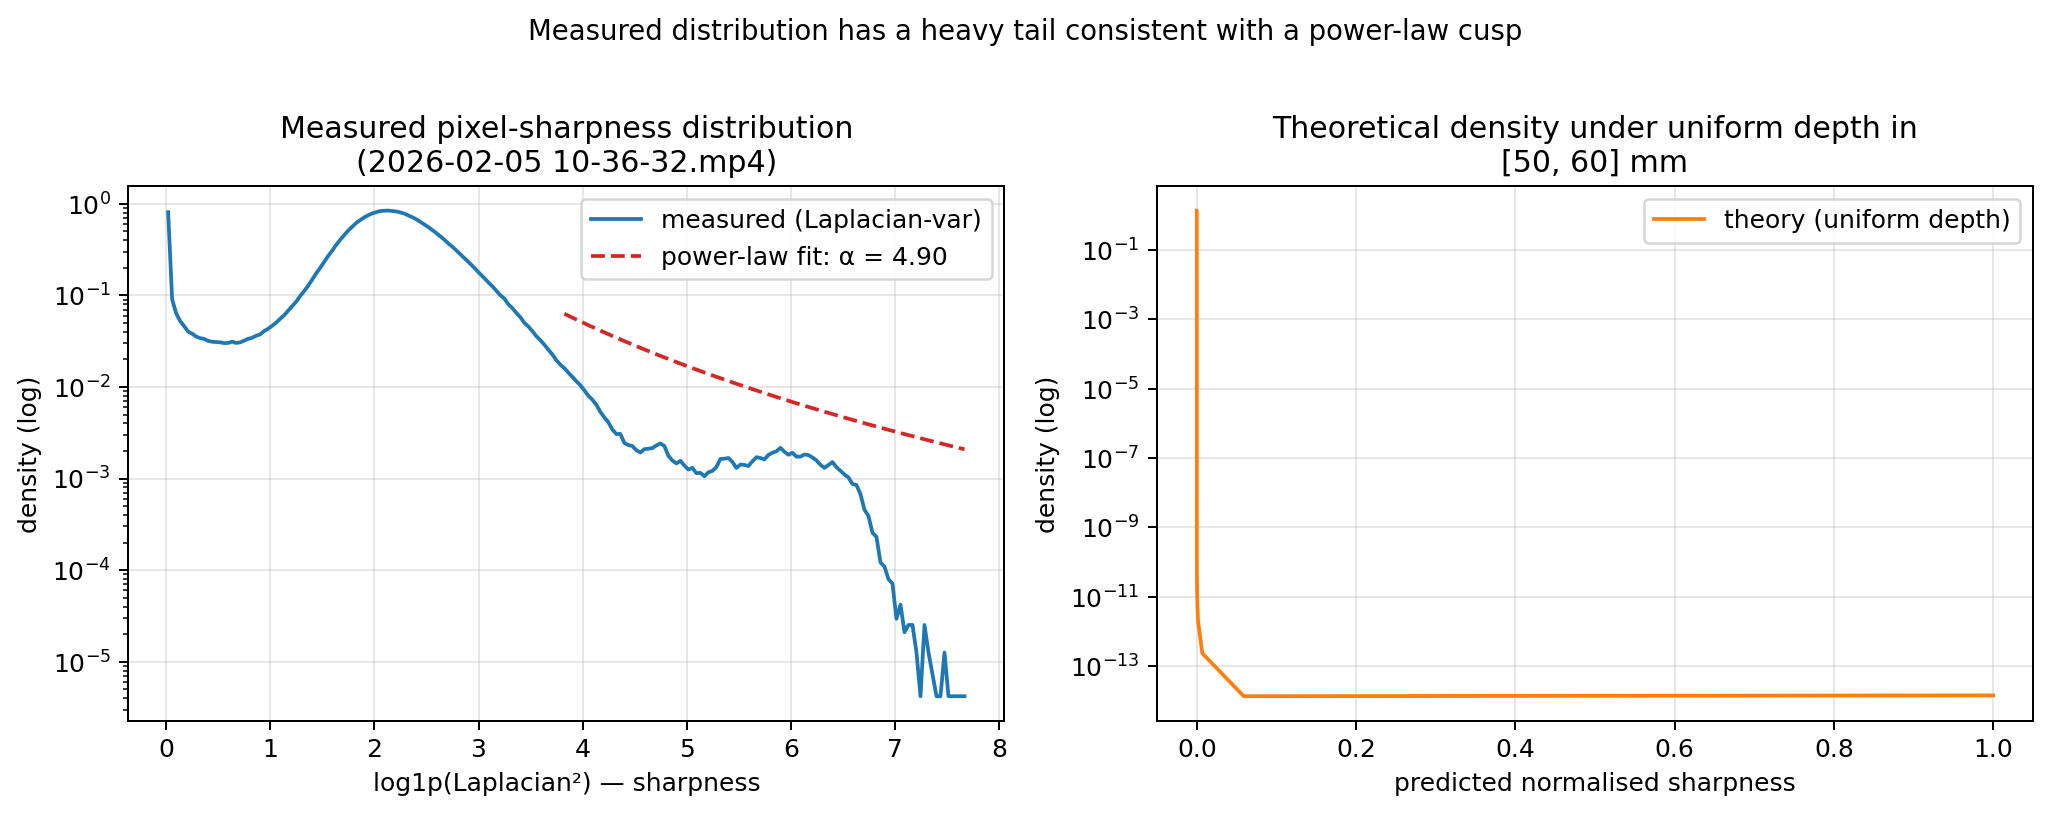 Measured distribution has a heavy tail consistent with a power-law cusp
Measured pixel-sharpness distribution
(2026-02-05 10-36-32.mp4)
density (log)
10⁰
10⁻¹
10⁻²
10⁻³
10⁻⁴
10⁻⁵
measured (Laplacian-var)
power-law fit: α = 4.90
0 1 2 3 4 5 6 7 8
log1p(Laplacian²) — sharpness
Theoretical density under uniform depth in
[50, 60] mm
density (log)
10⁻¹
10⁻³
10⁻⁵
10⁻⁷
10⁻⁹
10⁻¹¹
10⁻¹³
theory (uniform depth)
0.0 0.2 0.4 0.6 0.8 1.0
predicted normalised sharpness